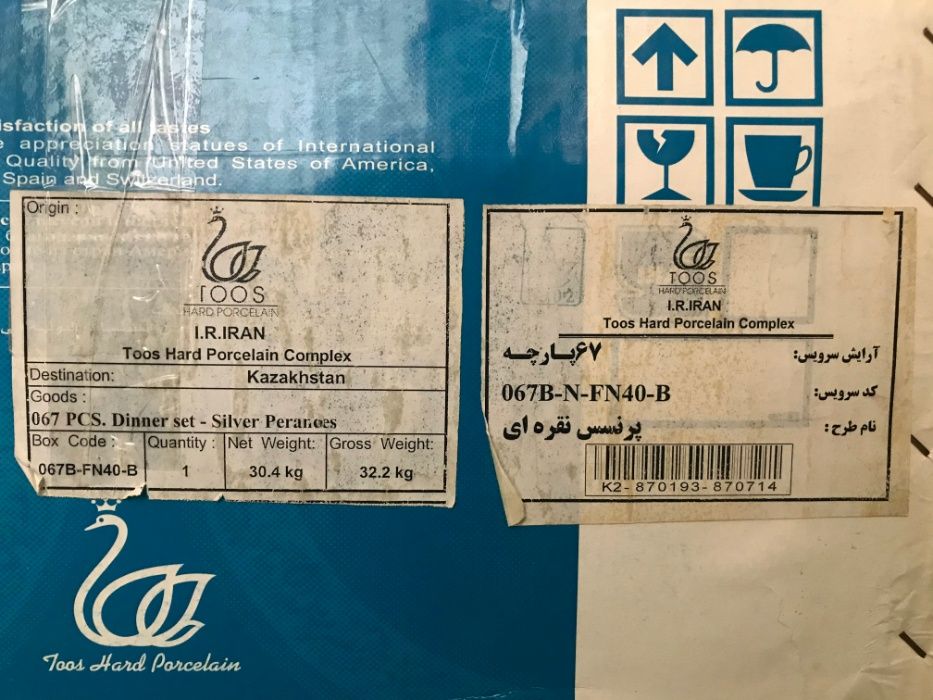 isfaction of all tastes
e appreciation statues of International
Quality from United States of America,
Spain and Switzerland.
Origin :
TOOS
HARD PORCELAIN
I.R.IRAN
Toos Hard Porcelain Complex
Destination: Kazakhstan
Goods :
067 PCS. Dinner set - Silver Perances
Box Code : Quantity : Net Weight: Gross Weight:
067B-FN40-B 1 30.4 kg 32.2 kg
Toos Hard Porcelain
TOOS
HARD PORCELAIN
I.R.IRAN
Toos Hard Porcelain Complex
آرایش سرویس: ۶۷پارچه
کد سرویس: 067B-N-FN40-B
نام طرح: پرنسس نقره ای
K2- 870193- 870714